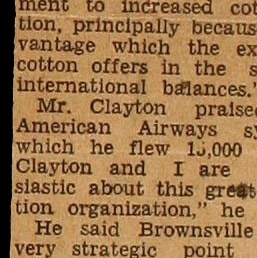 ment to increased cot
tion, principally becaus
vantage which the ex
cotton offers in the s
international balances."
Mr. Clayton praise
American Airways sy
which he flew 15,000
Clayton and I are
siastic about this great
tion organization," he
He said Brownsville
very strategic point